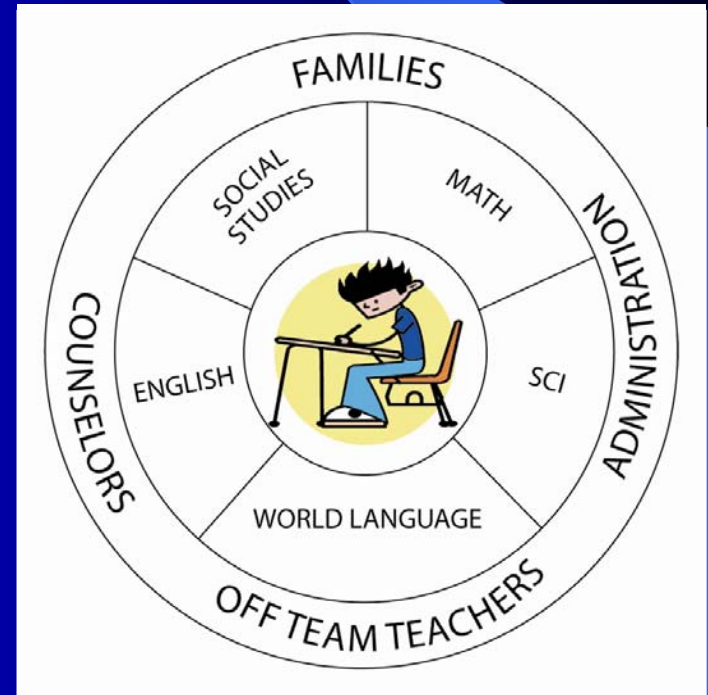 FAMILIES
SOCIAL
STUDIES
MATH
ADMINISTRATION
COUNSELORS
ENGLISH
SCI
WORLD LANGUAGE
OFF TEAM TEACHERS